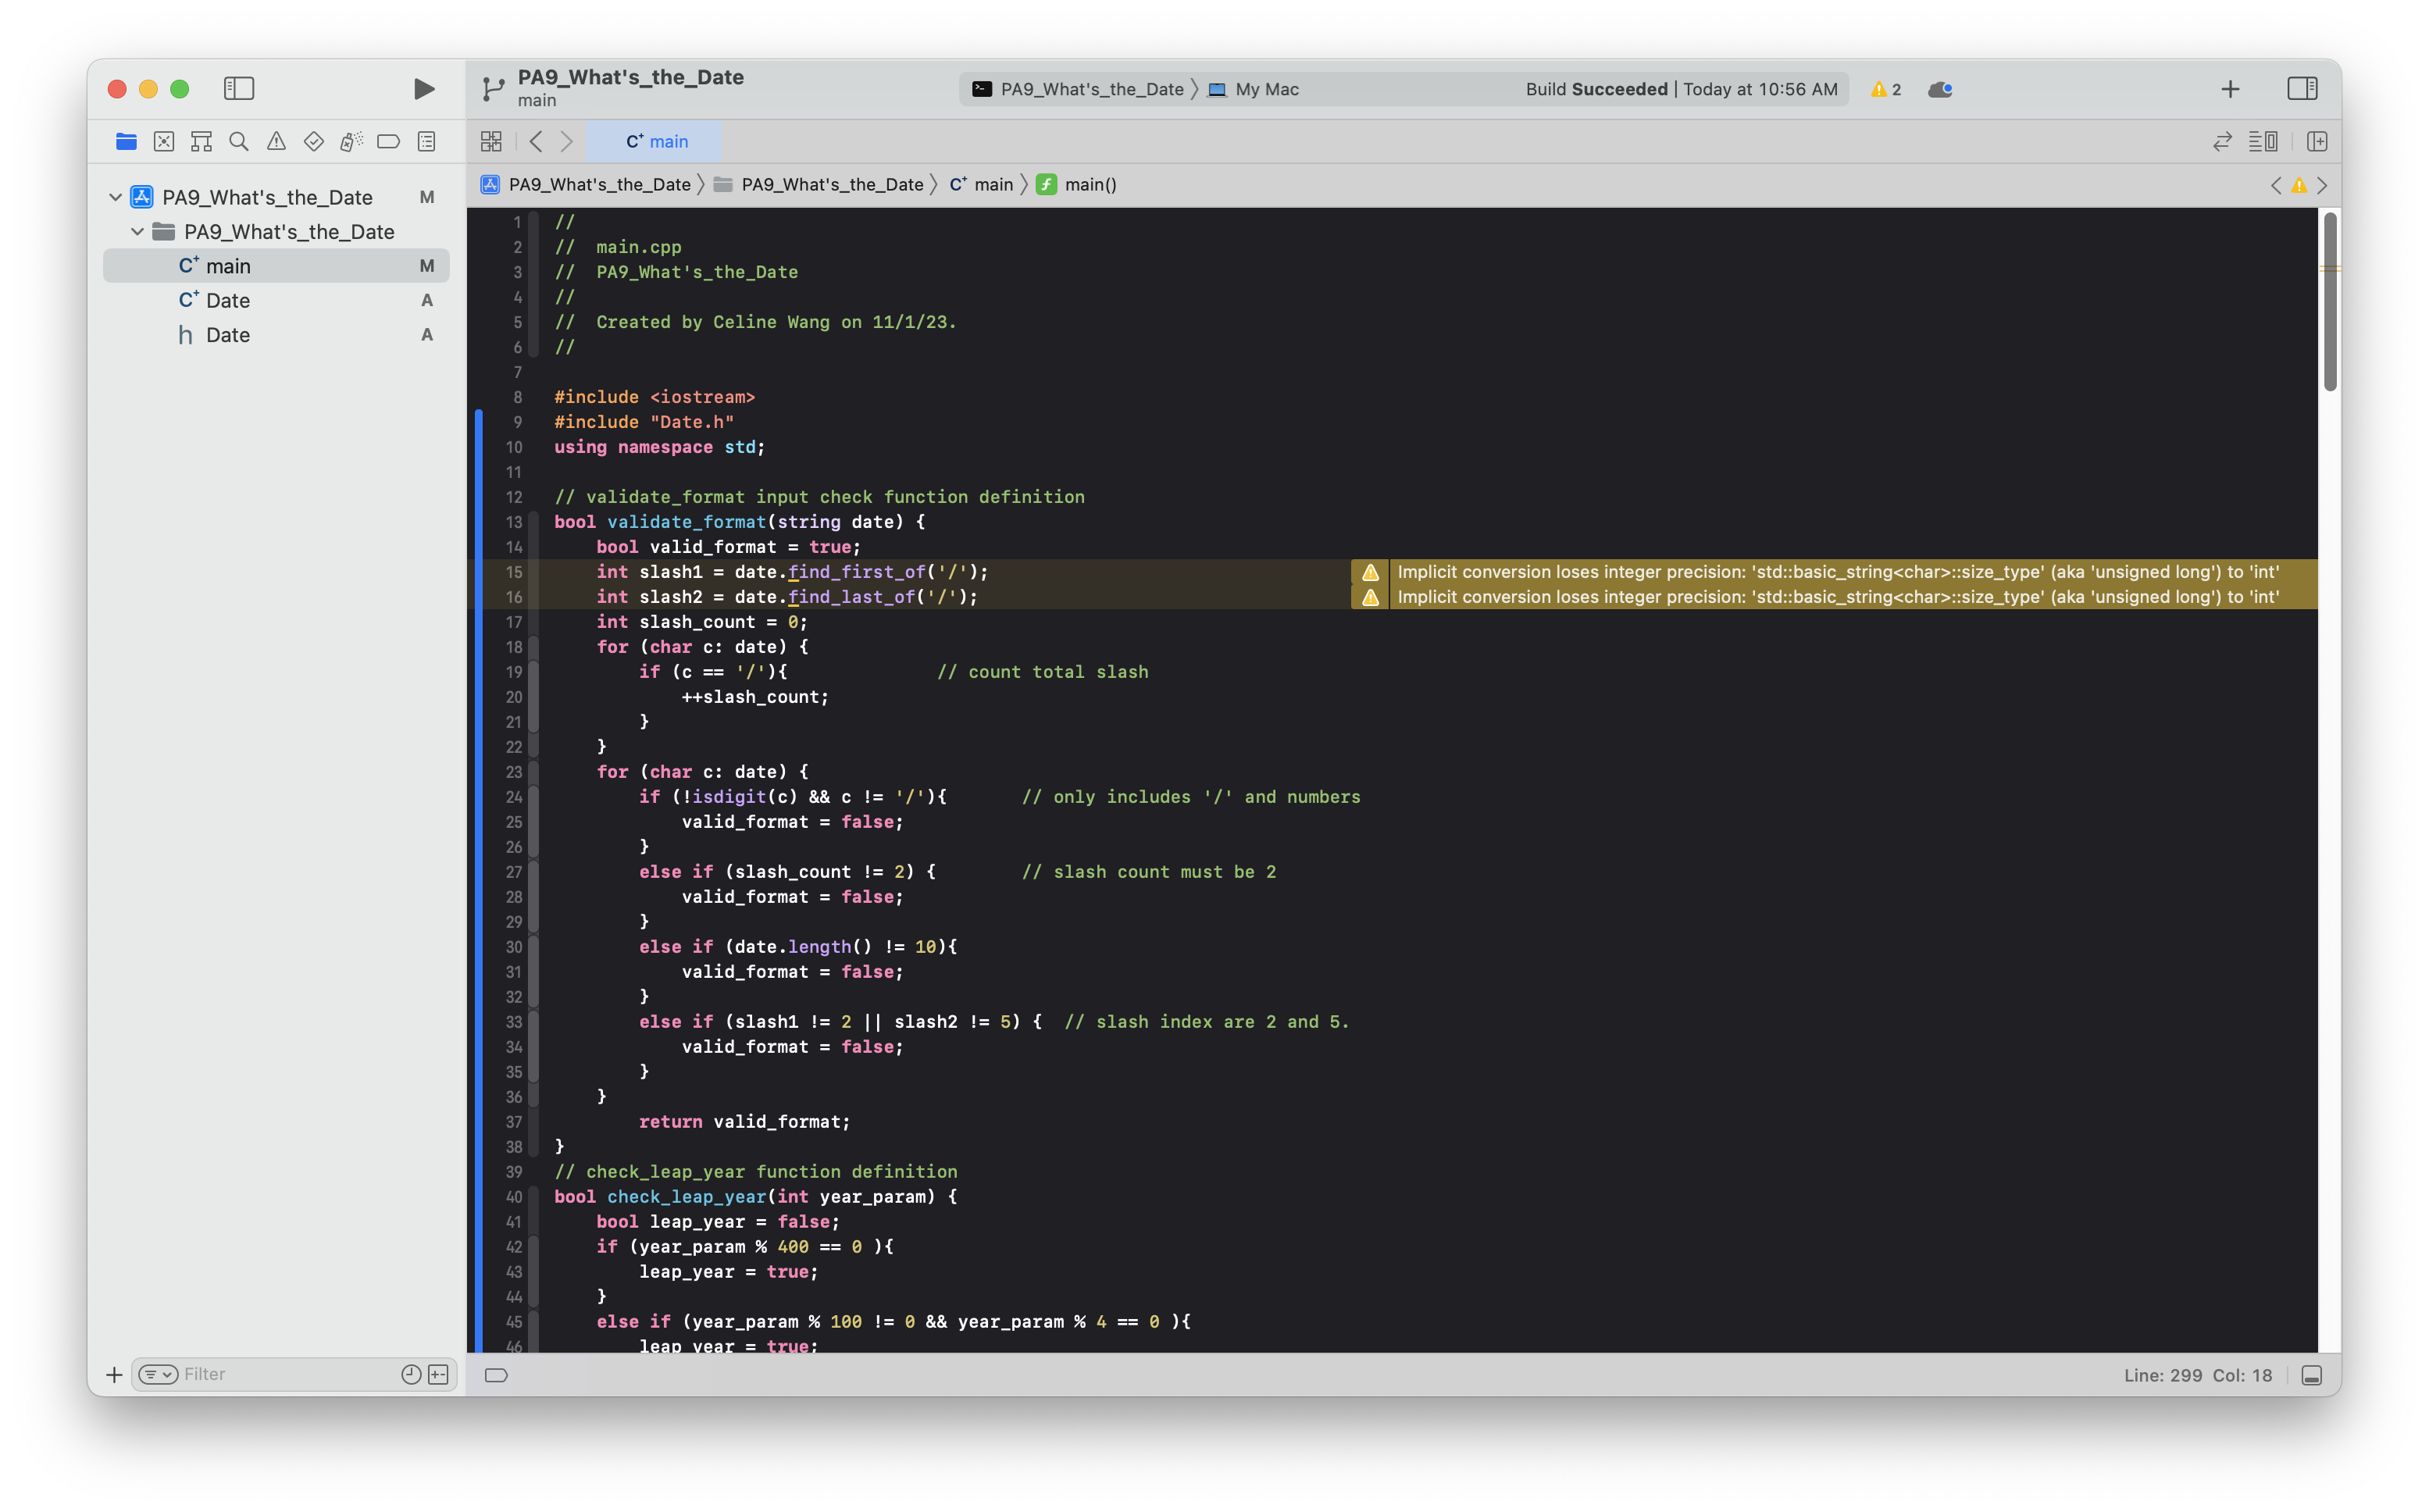 PA9_What's_the_Date
main
PA9_What's_the_Date
My Mac
Build Succeeded | Today at 10:56 AM
2
main
PA9_What's_the_Date
PA9_What's_the_Date
main
main()
PA9_What's_the_Date M
PA9_What's_the_Date
main M
Date A
h Date A
1 //
2 //  main.cpp
3 //  PA9_What's_the_Date
4 //
5 //  Created by Celine Wang on 11/1/23.
6 //
7
8 #include <iostream>
9 #include "Date.h"
10 using namespace std;
11
12 // validate_format input check function definition
13 bool validate_format(string date) {
14     bool valid_format = true;
15     int slash1 = date.find_first_of('/'); Implicit conversion loses integer precision: 'std::basic_string<char>::size_type' (aka 'unsigned long') to 'int'
16     int slash2 = date.find_last_of('/'); Implicit conversion loses integer precision: 'std::basic_string<char>::size_type' (aka 'unsigned long') to 'int'
17     int slash_count = 0;
18     for (char c: date) {
19         if (c == '/'){              // count total slash
20             ++slash_count;
21         }
22     }
23     for (char c: date) {
24         if (!isdigit(c) && c != '/'){       // only includes '/' and numbers
25             valid_format = false;
26         }
27         else if (slash_count != 2) {        // slash count must be 2
28             valid_format = false;
29         }
30         else if (date.length() != 10){
31             valid_format = false;
32         }
33         else if (slash1 != 2 || slash2 != 5) {  // slash index are 2 and 5.
34             valid_format = false;
35         }
36     }
37         return valid_format;
38 }
39 // check_leap_year function definition
40 bool check_leap_year(int year_param) {
41     bool leap_year = false;
42     if (year_param % 400 == 0 ){
43         leap_year = true;
44     }
45     else if (year_param % 100 != 0 && year_param % 4 == 0 ){
46         leap_year = true;
Filter
Line: 299 Col: 18